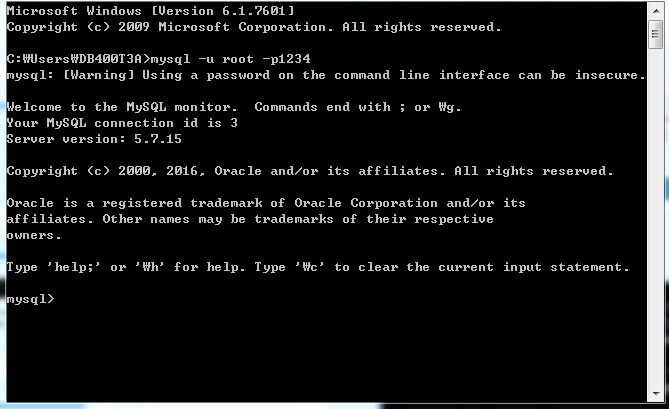 Microsoft Windows [Version 6.1.7601]
Copyright (c) 2009 Microsoft Corporation. All rights reserved.
C:₩Users₩DB400T3A>mysql -u root -p1234
mysql: [Warning] Using a password on the command line interface can be insecure.
Welcome to the MySQL monitor.  Commands end with ; or ₩g.
Your MySQL connection id is 3
Server version: 5.7.15
Copyright (c) 2000, 2016, Oracle and/or its affiliates. All rights reserved.
Oracle is a registered trademark of Oracle Corporation and/or its
affiliates. Other names may be trademarks of their respective
owners.
Type 'help;' or '₩h' for help. Type '₩c' to clear the current input statement.
mysql>